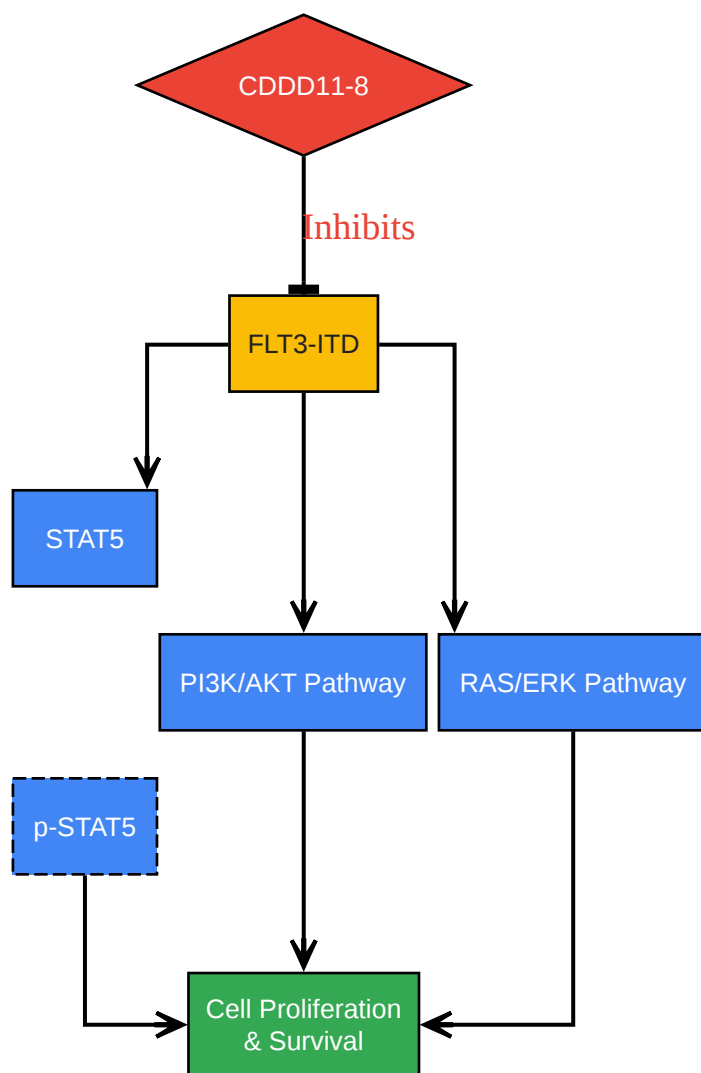 CDDD11-8
Inhibits
FLT3-ITD
STAT5
PI3K/AKT Pathway
RAS/ERK Pathway
p-STAT5
Cell Proliferation
& Survival